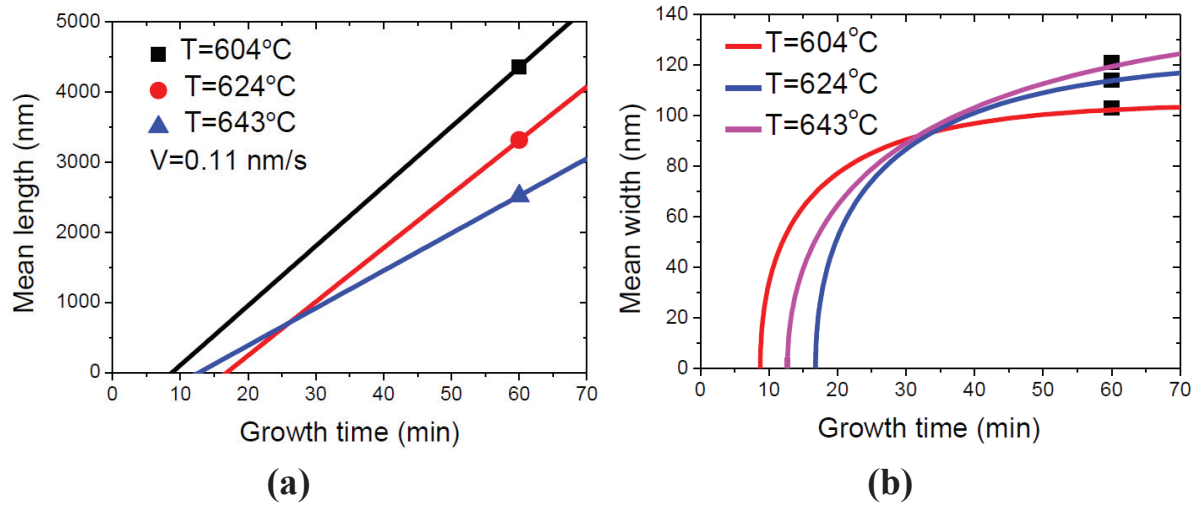 5000
4000
3000
2000
1000
0
Mean length (nm)
T=604°C
T=624°C
T=643°C
V=0.11 nm/s
0 10 20 30 40 50 60 70
Growth time (min)
(a)
140
120
100
80
60
40
20
0
Mean width (nm)
T=604°C
T=624°C
T=643°C
0 10 20 30 40 50 60 70
Growth time (min)
(b)